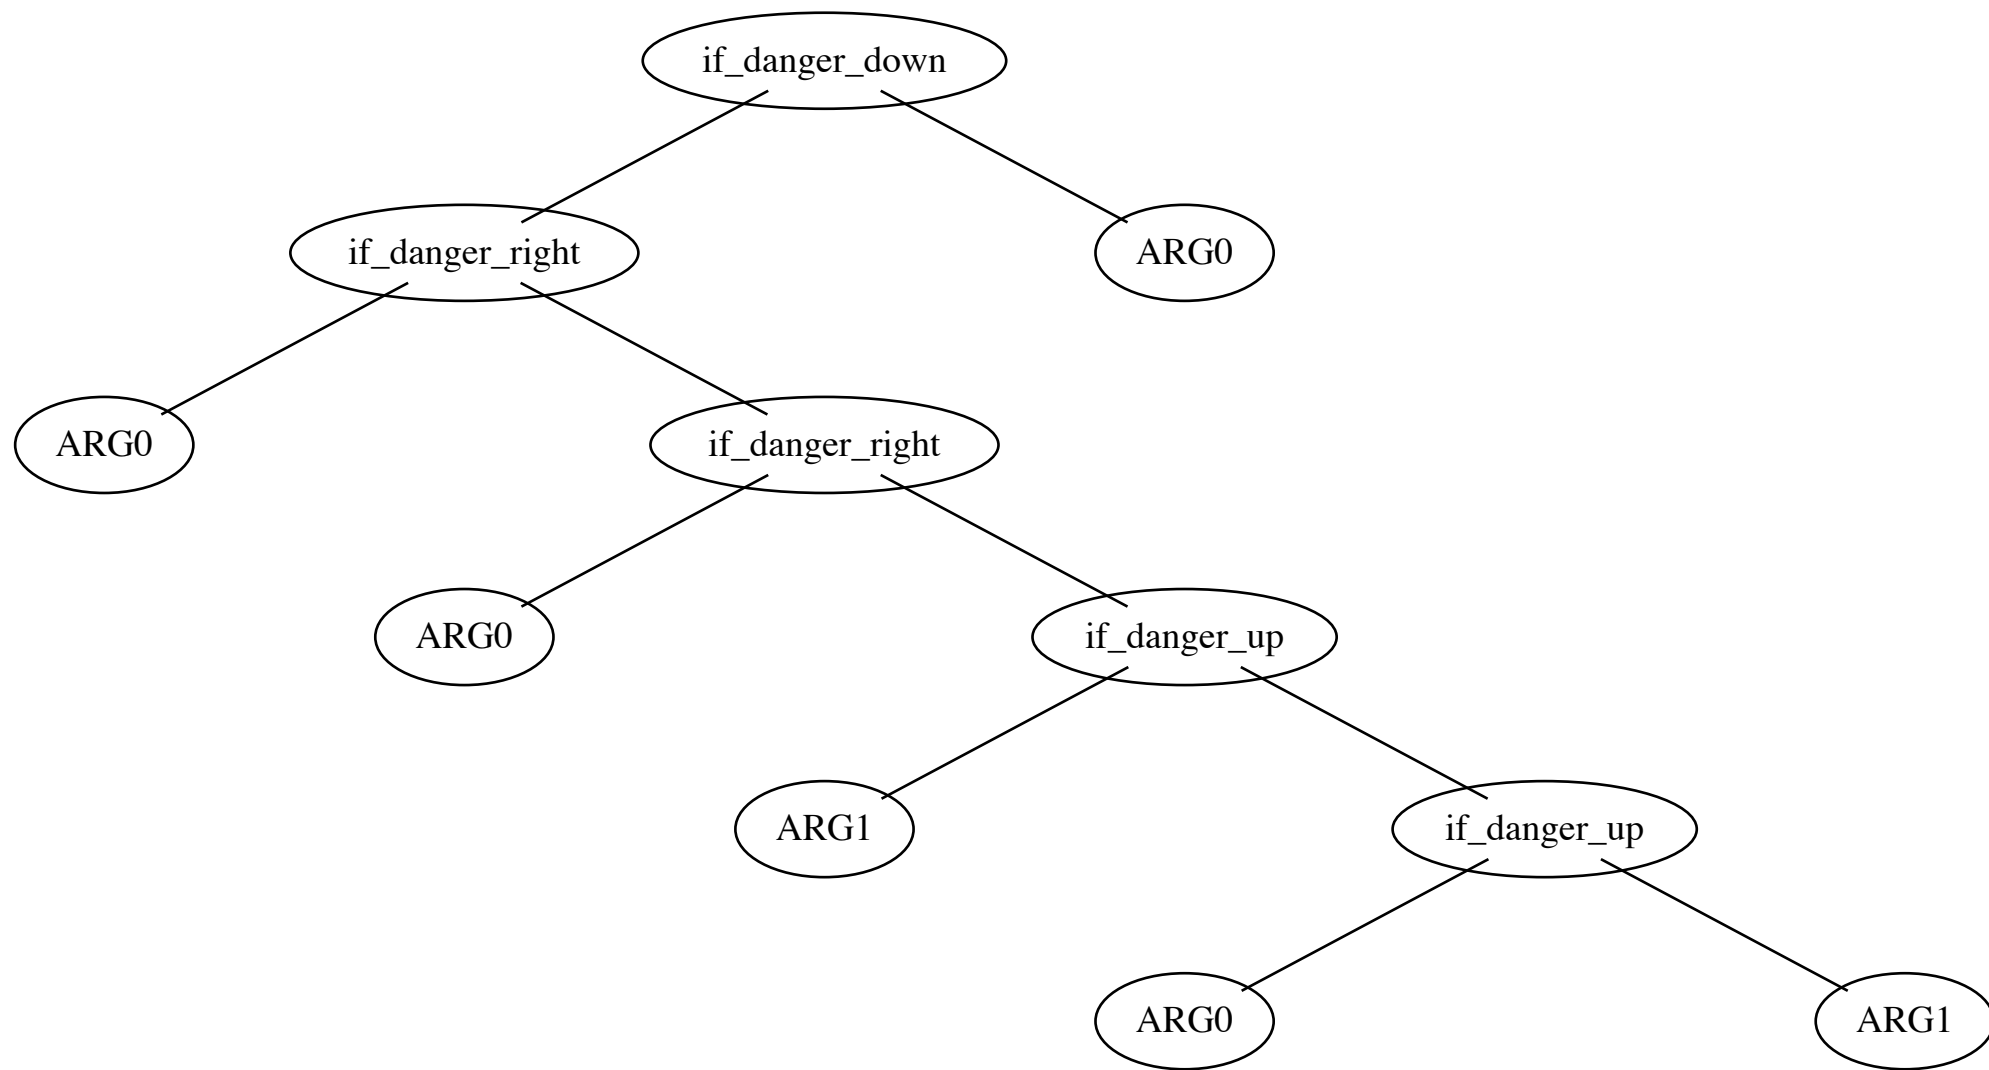 if_danger_down
if_danger_right
ARG0
ARG0
if_danger_right
ARG0
if_danger_up
ARG1
if_danger_up
ARG0
ARG1